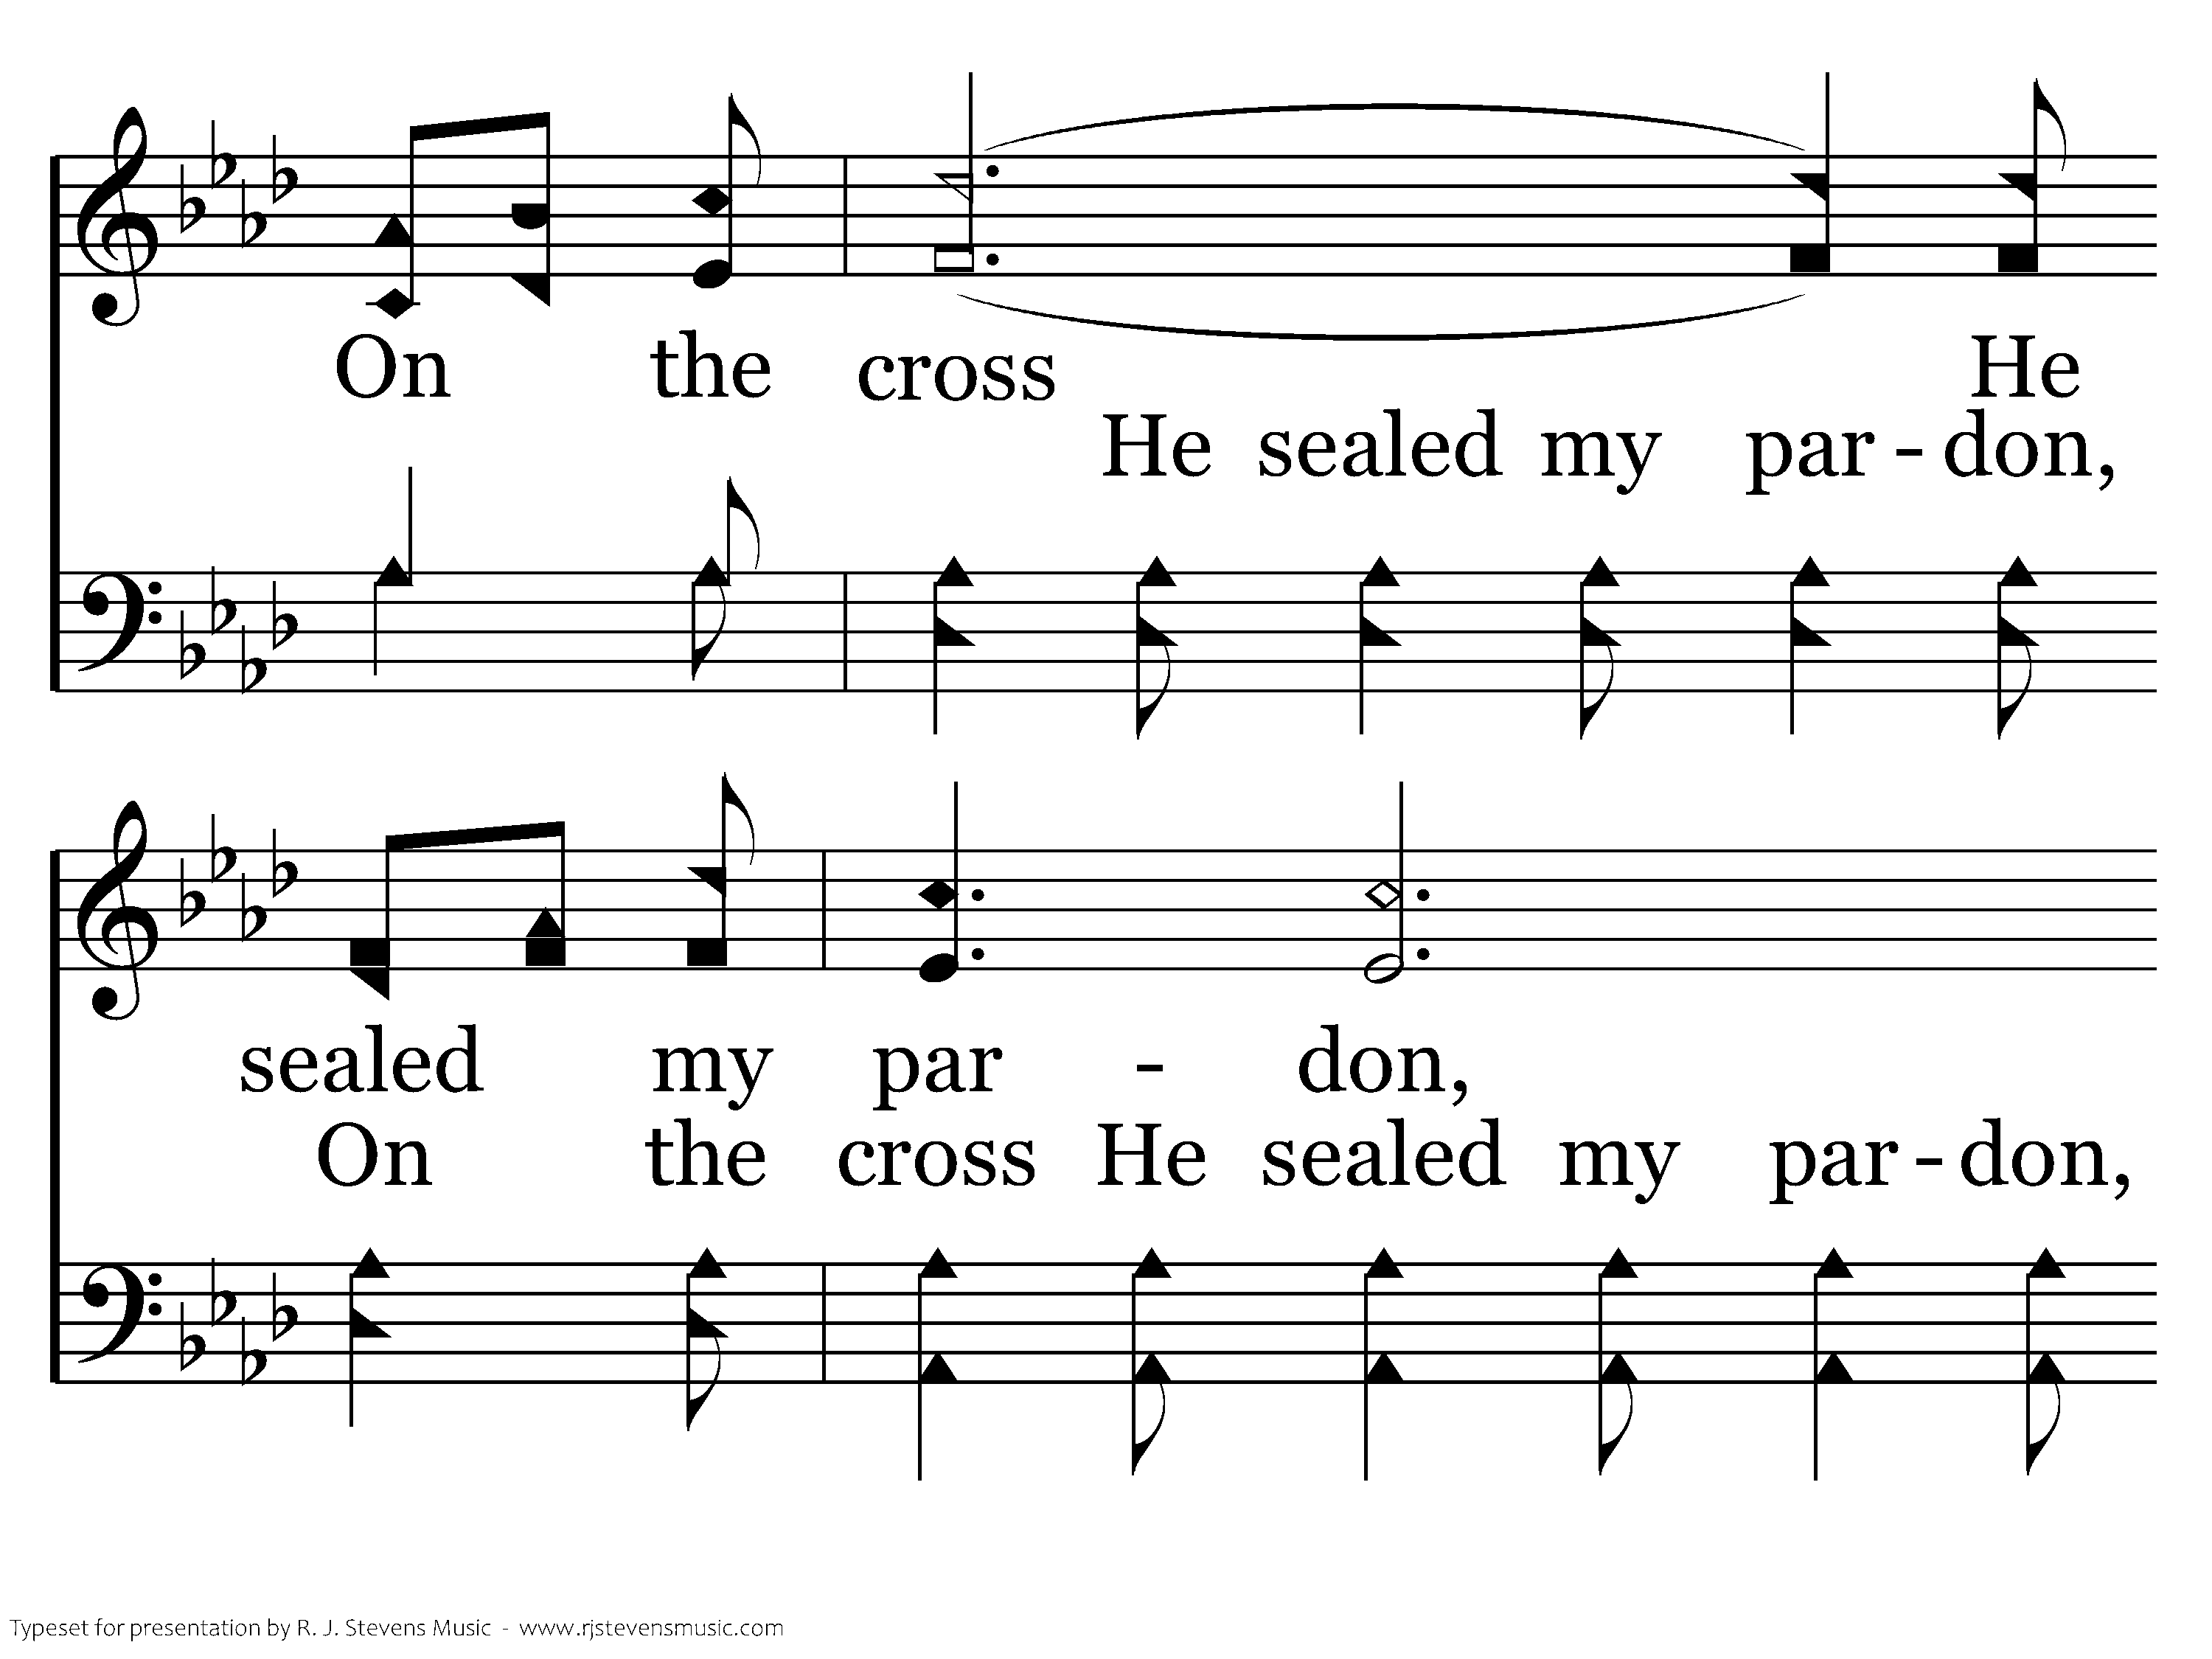 On the cross He
He sealed my par - don,
sealed my par - don,
On the cross He sealed my par - don,
Typeset for presentation by R. J. Stevens Music - www.rjstevensmusic.com